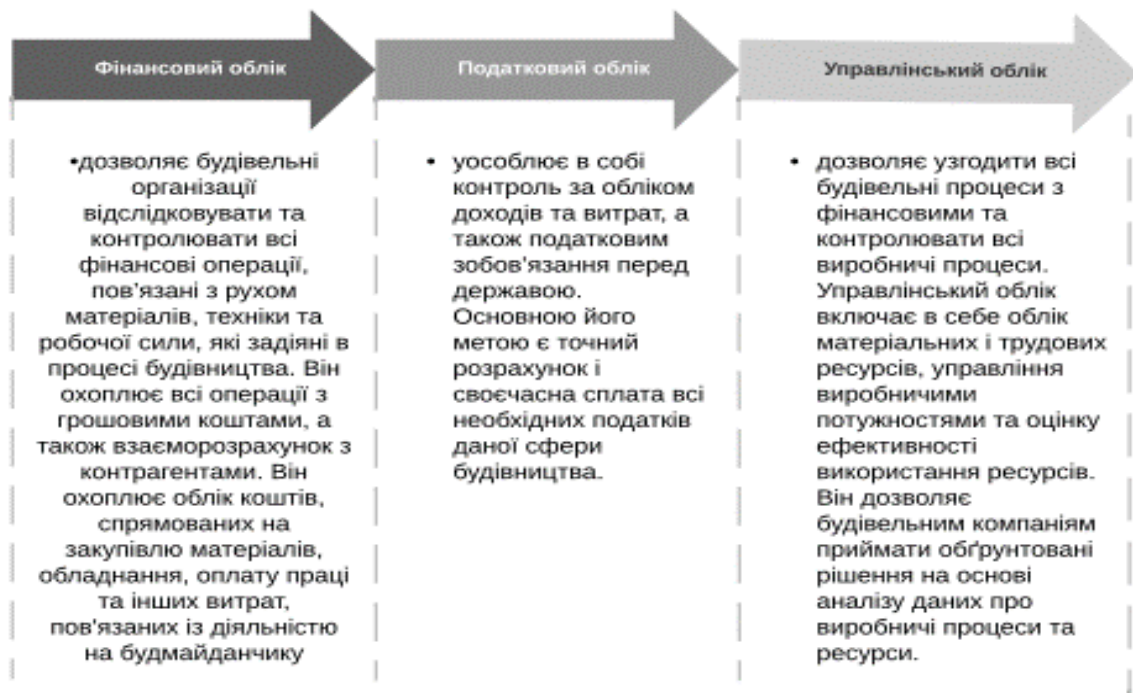 Фінансовий облік
•дозволяє будівельні
організації
відслідковувати та
контролювати всі
фінансові операції,
пов’язані з рухом
матеріалів, техніки та
робочої сили, які задіяні в
процесі будівництва. Він
охоплює всі операції з
грошовими коштами, а
також взаєморозрахунок з
контрагентами. Він
охоплює облік коштів,
спрямованих на
закупівлю матеріалів,
обладнання, оплату праці
та інших витрат,
пов'язаних із діяльністю
на будмайданчику
Податковий облік
• уособлює в собі
контроль за обліком
доходів та витрат, а
також податковим
зобов’язання перед
державою.
Основною його
метою є точний
розрахунок і
своєчасна сплата всі
необхідних податків
даної сфери
будівництва.
Управлінський облік
• дозволяє узгодити всі
будівельні процеси з
фінансовими та
контролювати всі
виробничі процеси.
Управлінський облік
включає в себе облік
матеріальних і трудових
ресурсів, управління
виробничими
потужностями та оцінку
ефективності
використання ресурсів.
Він дозволяє
будівельним компаніям
приймати обґрунтовані
рішення на основі
аналізу даних про
виробничі процеси та
ресурси.